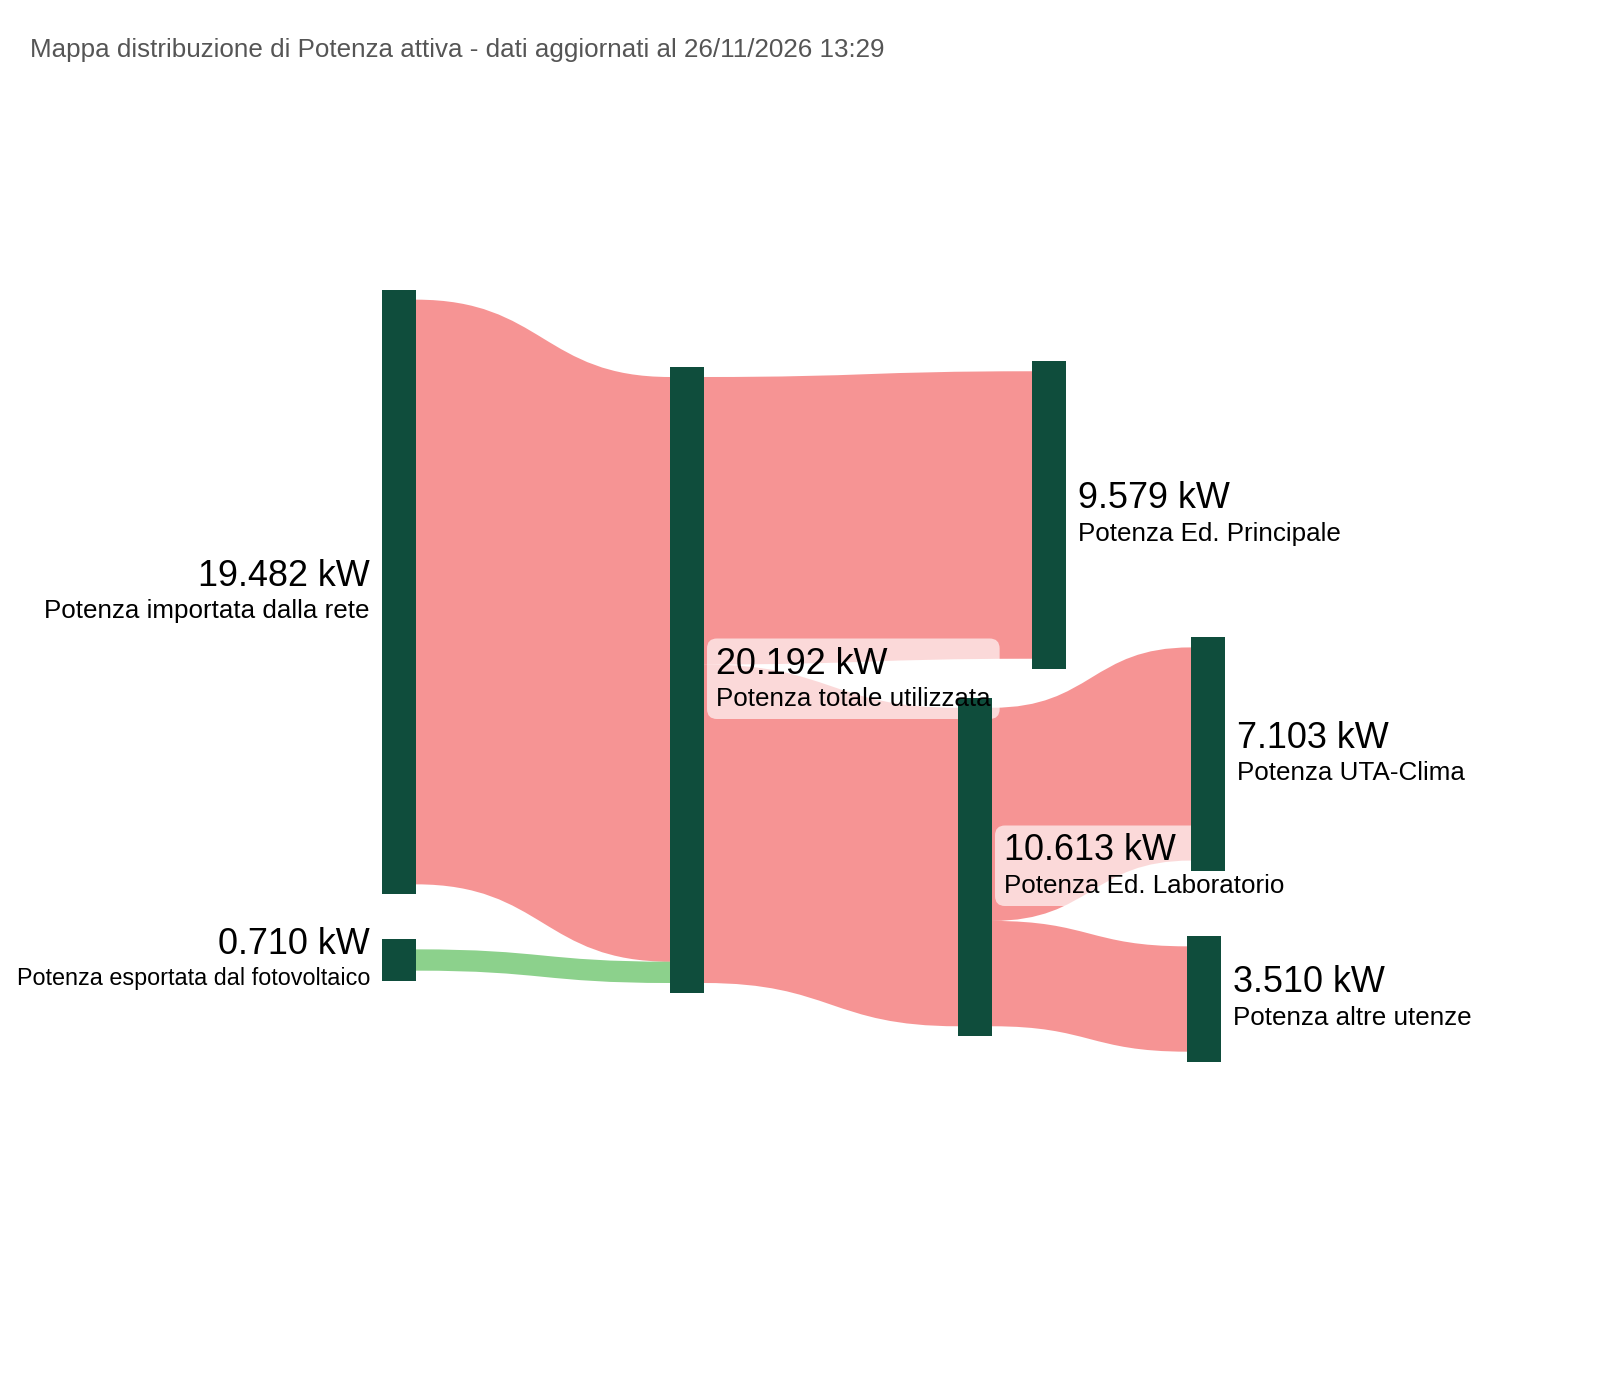 Mappa distribuzione di Potenza attiva - dati aggiornati al 26/11/2026 13:29
19.482 kW
Potenza importata dalla rete
0.710 kW
Potenza esportata dal fotovoltaico
20.192 kW
Potenza totale utilizzata
9.579 kW
Potenza Ed. Principale
10.613 kW
Potenza Ed. Laboratorio
7.103 kW
Potenza UTA-Clima
3.510 kW
Potenza altre utenze